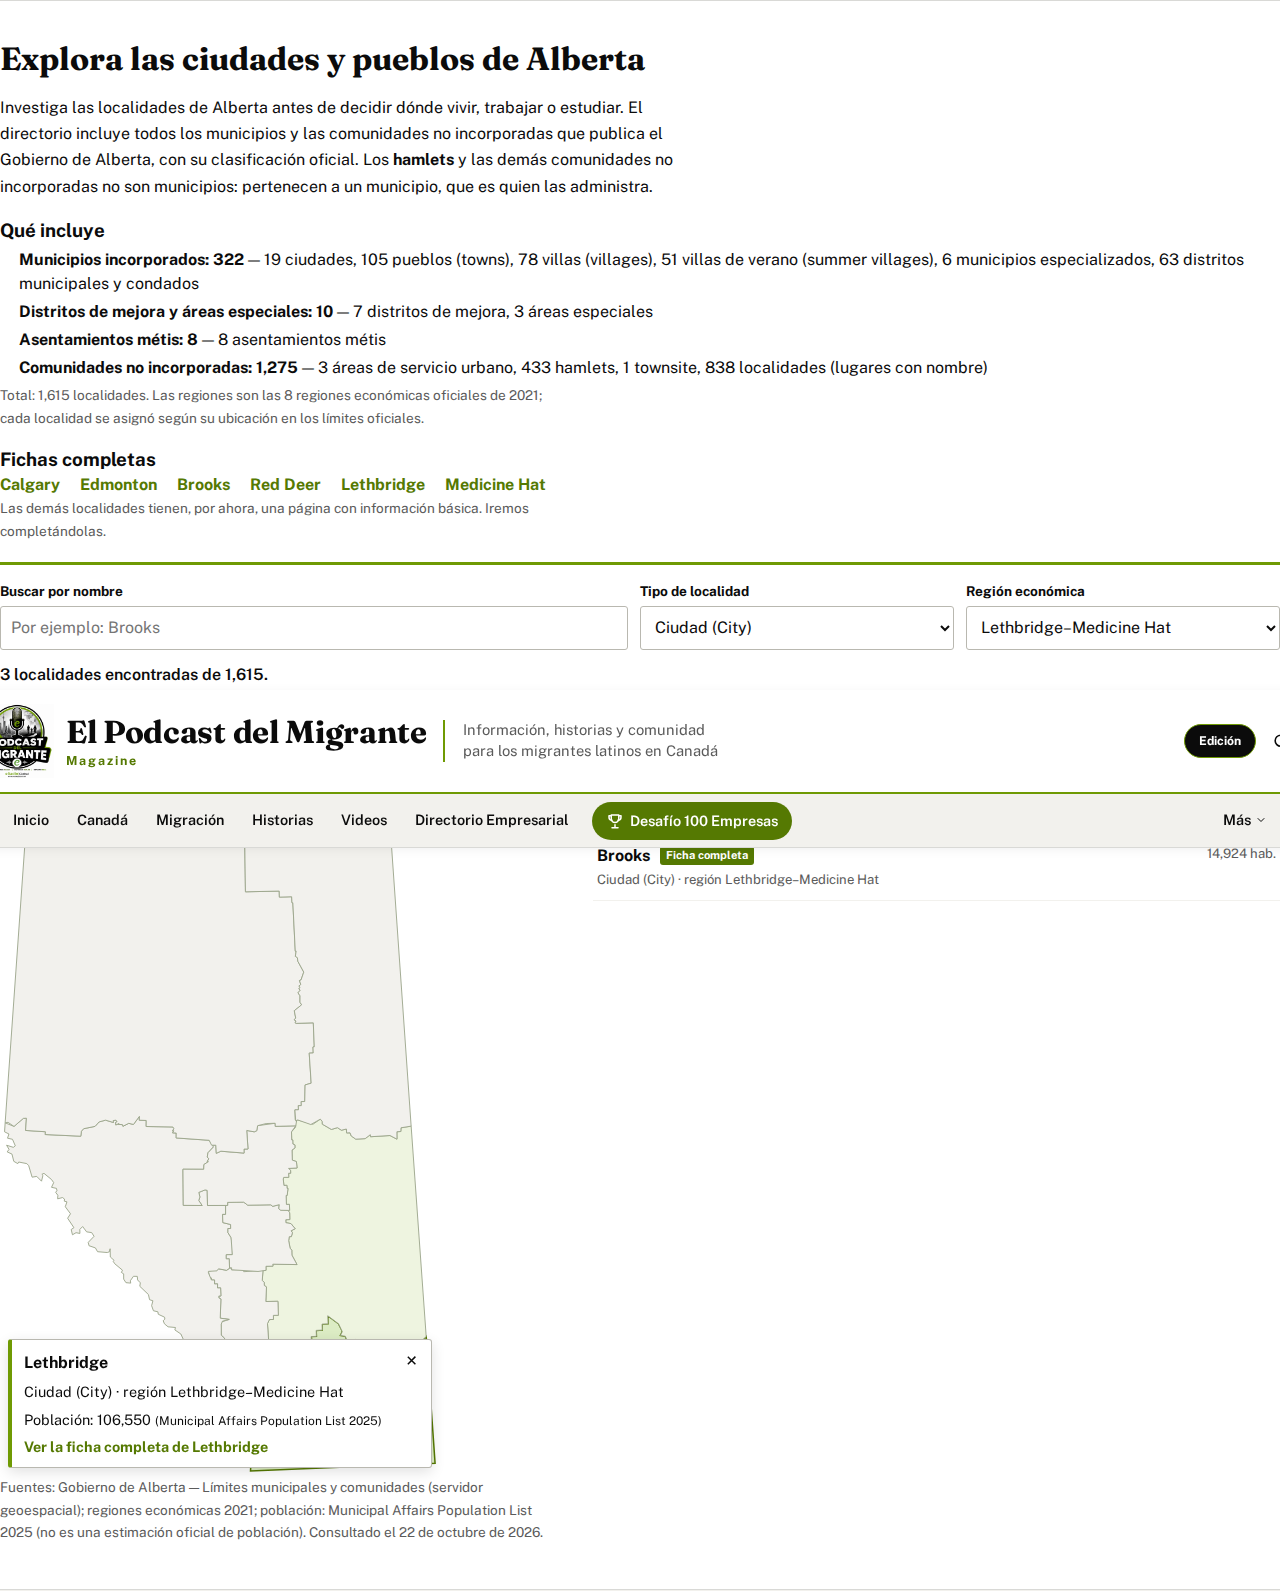 Explora las ciudades y pueblos de Alberta
Investiga las localidades de Alberta antes de decidir dónde vivir, trabajar o estudiar. El
directorio incluye todos los municipios y las comunidades no incorporadas que publica el
Gobierno de Alberta, con su clasificación oficial. Los hamlets y las demás comunidades no
incorporadas no son municipios: pertenecen a un municipio, que es quien las administra.
Qué incluye
Municipios incorporados: 322 — 19 ciudades, 105 pueblos (towns), 78 villas (villages), 51 villas de verano (summer villages), 6 municipios especializados, 63 distritos
municipales y condados
Distritos de mejora y áreas especiales: 10 — 7 distritos de mejora, 3 áreas especiales
Asentamientos métis: 8 — 8 asentamientos métis
Comunidades no incorporadas: 1,275 — 3 áreas de servicio urbano, 433 hamlets, 1 townsite, 838 localidades (lugares con nombre)
Total: 1,615 localidades. Las regiones son las 8 regiones económicas oficiales de 2021;
cada localidad se asignó según su ubicación en los límites oficiales.
Fichas completas
Calgary Edmonton Brooks Red Deer Lethbridge Medicine Hat
Las demás localidades tienen, por ahora, una página con información básica. Iremos
completándolas.
Buscar por nombre
Tipo de localidad
Región económica
Por ejemplo: Brooks
Ciudad (City)
Lethbridge–Medicine Hat
3 localidades encontradas de 1,615.
El Podcast del Migrante
Magazine
Información, historias y comunidad
para los migrantes latinos en Canadá
Edición
Inicio Canadá Migración Historias Videos Directorio Empresarial Desafío 100 Empresas Más
Brooks Ficha completa 14,924 hab.
Ciudad (City) · región Lethbridge–Medicine Hat
Lethbridge ×
Ciudad (City) · región Lethbridge–Medicine Hat
Población: 106,550 (Municipal Affairs Population List 2025)
Ver la ficha completa de Lethbridge
Fuentes: Gobierno de Alberta — Límites municipales y comunidades (servidor
geoespacial); regiones económicas 2021; población: Municipal Affairs Population List
2025 (no es una estimación oficial de población). Consultado el 22 de octubre de 2026.